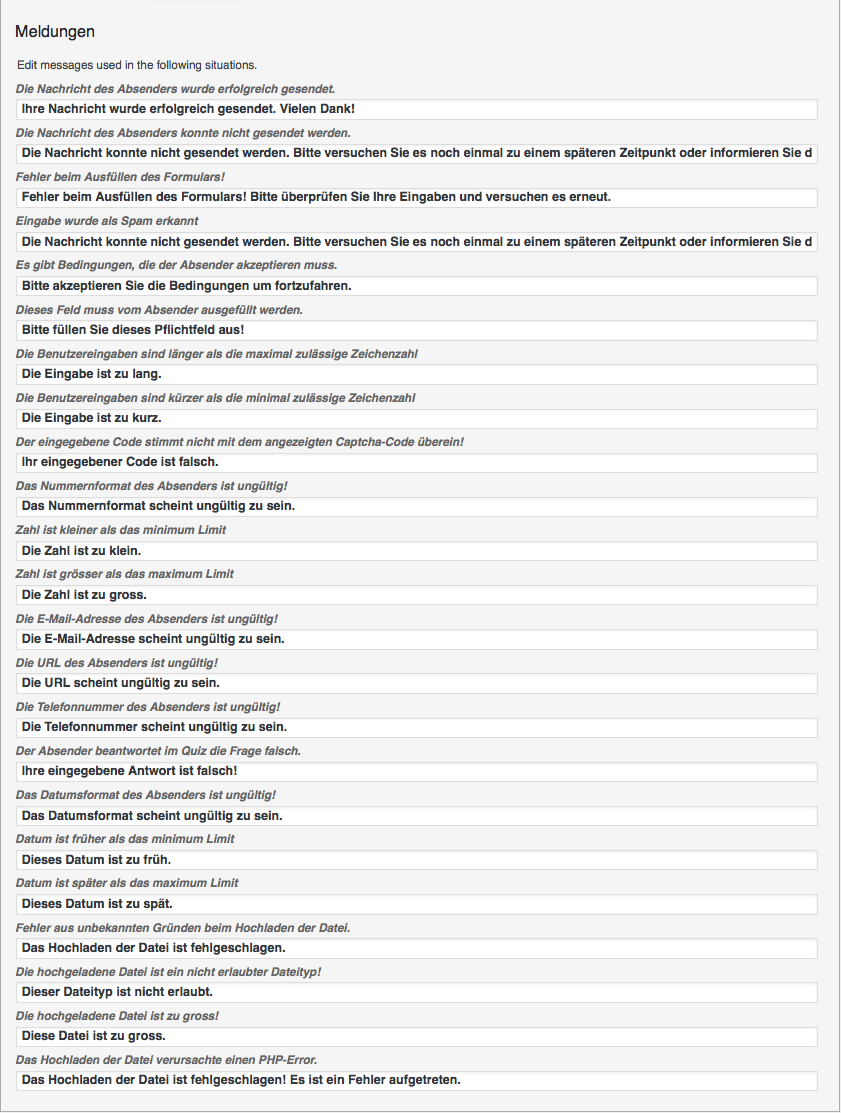 Meldungen
Edit messages used in the following situations.
Die Nachricht des Absenders wurde erfolgreich gesendet.
Ihre Nachricht wurde erfolgreich gesendet. Vielen Dank!
Die Nachricht des Absenders konnte nicht gesendet werden.
Die Nachricht konnte nicht gesendet werden. Bitte versuchen Sie es noch einmal zu einem späteren Zeitpunkt oder informieren Sie d
Fehler beim Ausfüllen des Formulars!
Fehler beim Ausfüllen des Formulars! Bitte überprüfen Sie Ihre Eingaben und versuchen es erneut.
Eingabe wurde als Spam erkannt
Die Nachricht konnte nicht gesendet werden. Bitte versuchen Sie es noch einmal zu einem späteren Zeitpunkt oder informieren Sie d
Es gibt Bedingungen, die der Absender akzeptieren muss.
Bitte akzeptieren Sie die Bedingungen um fortzufahren.
Dieses Feld muss vom Absender ausgefüllt werden.
Bitte füllen Sie dieses Pflichtfeld aus!
Die Benutzereingaben sind länger als die maximal zulässige Zeichenzahl
Die Eingabe ist zu lang.
Die Benutzereingaben sind kürzer als die minimal zulässige Zeichenzahl
Die Eingabe ist zu kurz.
Der eingegebene Code stimmt nicht mit dem angezeigten Captcha-Code überein!
Ihr eingegebener Code ist falsch.
Das Nummernformat des Absenders ist ungültig!
Das Nummernformat scheint ungültig zu sein.
Zahl ist kleiner als das minimum Limit
Die Zahl ist zu klein.
Zahl ist grösser als das maximum Limit
Die Zahl ist zu gross.
Die E-Mail-Adresse des Absenders ist ungültig!
Die E-Mail-Adresse scheint ungültig zu sein.
Die URL des Absenders ist ungültig!
Die URL scheint ungültig zu sein.
Die Telefonnummer des Absenders ist ungültig!
Die Telefonnummer scheint ungültig zu sein.
Der Absender beantwortet im Quiz die Frage falsch.
Ihre eingegebene Antwort ist falsch!
Das Datumsformat des Absenders ist ungültig!
Das Datumsformat scheint ungültig zu sein.
Datum ist früher als das minimum Limit
Dieses Datum ist zu früh.
Datum ist später als das maximum Limit
Dieses Datum ist zu spät.
Fehler aus unbekannten Gründen beim Hochladen der Datei.
Das Hochladen der Datei ist fehlgeschlagen.
Die hochgeladene Datei ist ein nicht erlaubter Dateityp!
Dieser Dateityp ist nicht erlaubt.
Die hochgeladene Datei ist zu gross!
Diese Datei ist zu gross.
Das Hochladen der Datei verursachte einen PHP-Error.
Das Hochladen der Datei ist fehlgeschlagen! Es ist ein Fehler aufgetreten.